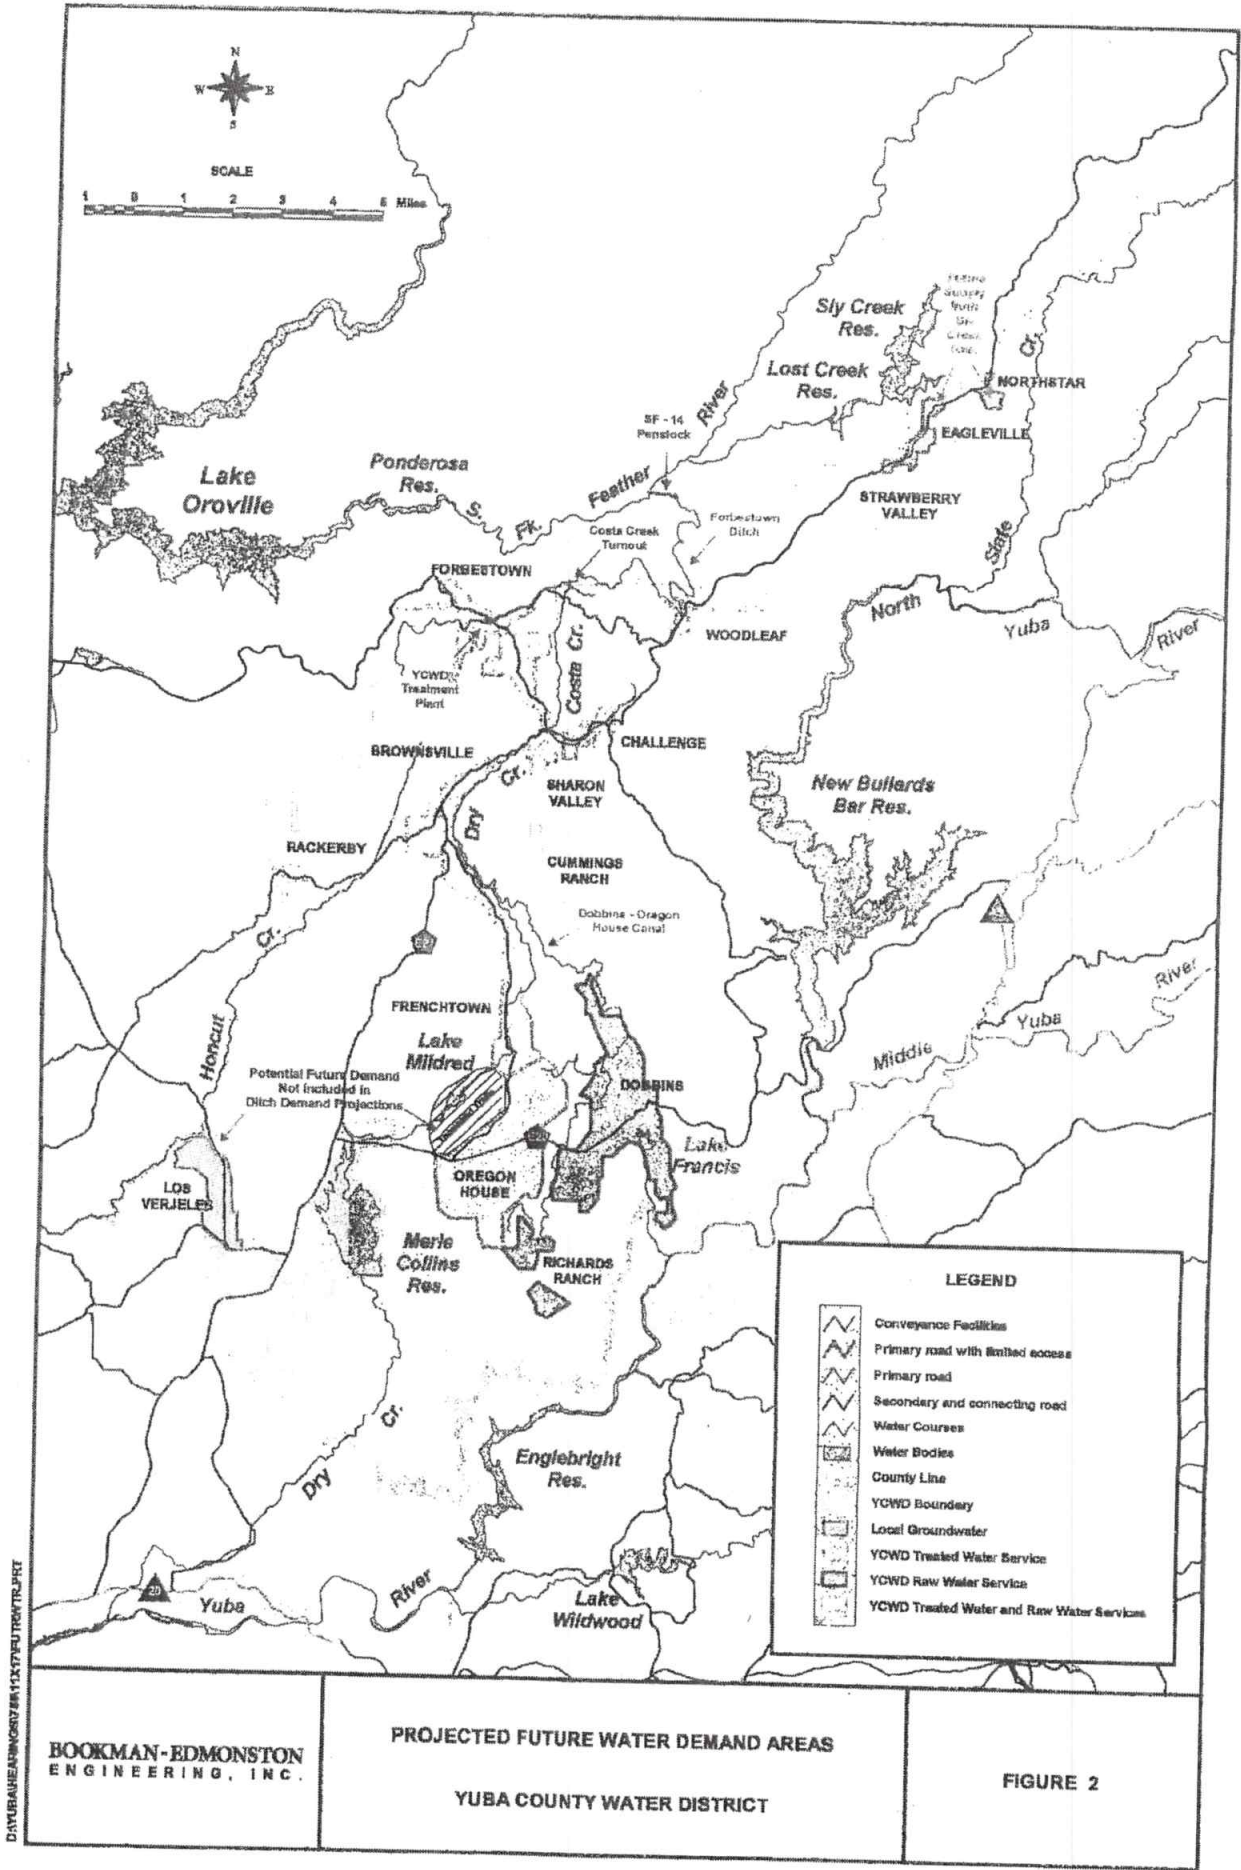 N
W E
S
SCALE
1 0 1 2 3 4 5 Miles
Sly Creek
Res.
Lost Creek
Res.
Cr.
NORTHSTAR
EAGLEVILLE
River
SF - 14
Penstock
STRAWBERRY
VALLEY
Lake
Oroville
Ponderosa
Res.
S.
Fk.
Feather
Costa Creek
Turnout
Forbestown
Ditch
Slate
FORBESTOWN
North
Yuba
River
WOODLEAF
YCWD
Treatment
Plant
Costa Cr.
BROWNSVILLE
CHALLENGE
Cr.
SHARON
VALLEY
New Bullards
Bar Res.
Dry
RACKERBY
CUMMINGS
RANCH
Dobbins - Oregon
House Canal
Cr.
Honcut
FRENCHTOWN
Lake
Mildred
River
Yuba
Middle
Potential Future Demand
Not Included in
Ditch Demand Projections
DOBBINS
Lake
Francis
LOS
VERJELES
OREGON
HOUSE
Merle
Collins
Res.
RICHARDS
RANCH
Cr.
Dry
Englebright
Res.
20
Yuba
River
Lake
Wildwood
LEGEND
Conveyance Facilities
Primary road with limited access
Primary road
Secondary and connecting road
Water Courses
Water Bodies
County Line
YCWD Boundary
Local Groundwater
YCWD Treated Water Service
YCWD Raw Water Service
YCWD Treated Water and Raw Water Services
BOOKMAN-EDMONSTON
ENGINEERING, INC.
PROJECTED FUTURE WATER DEMAND AREAS
YUBA COUNTY WATER DISTRICT
FIGURE 2